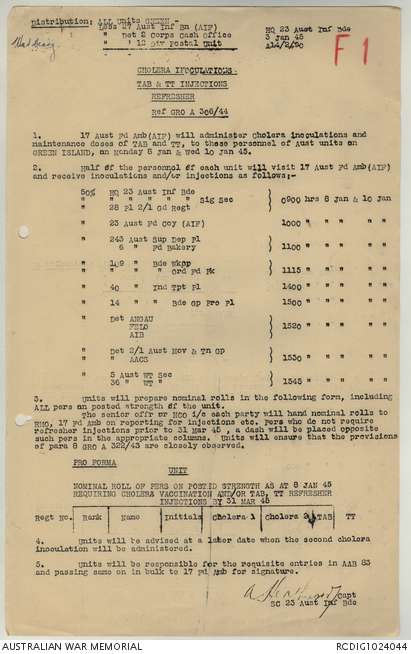 Distribution: ALL Units GREEN -
Less 27 Aust Inf Bn (AIF)
" Det 2 Corps Cash Office
" 12 Div Postal Unit
HQ 23 Aust Inf Bde
3 Jan 45
A14/2/90
F 1
CHOLERA INOCULATIONS -
TAB & TT INJECTIONS
REFRESHER
Ref GRO A 306/44
1. 17 Aust Fd Amb(AIF) will administer cholera inoculations and
maintenance doses of TAB and TT, to these personnel of Aust units on
GREEN ISLAND, on Monday 8 Jan & Wed 10 Jan 45.
2. Half of the personnel of each unit will visit 17 Aust Fd Amb(AIF)
and receive inoculations and/or injections as follows;-
50% HQ 23 Aust Inf Bde
" " " " " Sig Sec
" 28 Pl 2/1 Gd Regt
0900 hrs 8 Jan & 10 Jan
" 23 Aust Fd Coy (AIF) 1000 " " " " "
" 243 Aust Sup Dep Pl
" 6 " Fd Bakery
1100 " " " " "
" 109 " Bde Wksp
" " " Ord Fd Pk
1115 " " " " "
" 40 " Ind Tpt Pl 1400 " " " " "
" 14 " Bde Gp Pro Pl 1500 " " " " "
" Det ANGAU
" FELO
" AIB
1520 " " " " "
" Det 2/1 Aust Mov & Tn Gp
" AACS
1530 " " " " "
" 5 Aust WT Sec
" 36 " WT "
1545 " " " " "
3. Units will prepare nominal rolls in the following form, including
ALL pers on posted strength of the unit.
The senior offr or NCO i/c each party will hand nominal rolls to
RMO, 17 Fd Amb on reporting for injections etc. Pers who do not require
refresher injections prior to 31 Mar 45, a dash will be placed opposite
such pers in the appropriate columns. Units will ensure that the provisions
of para 8 GRO A 322/43 are closely observed.
PRO FORMA
UNIT
NOMINAL ROLL OF PERS ON POSTED STRENGTH AS AT 8 JAN 45
REQUIRING CHOLERA VACCINATION AND/OR TAB, TT REFRESHER
INJECTIONS BY 31 MAR 45
Regt No. Rank Name Initials Cholera 1 Cholera 2 TAB TT
4. Units will be advised at a later date when the second cholera
inoculation will be administered.
5. Units will be responsible for the requisite entries in AAB 83
and passing same on in bulk to 17 Fd Amb for signature.
Capt
SC 23 Aust Inf Bde
AUSTRALIAN WAR MEMORIAL
RCDIG1024044